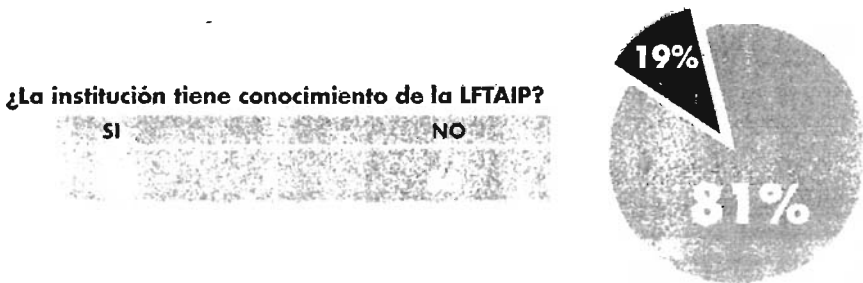 ¿La institución tiene conocimiento de la LFTAIP?
SI NO
19%
81%